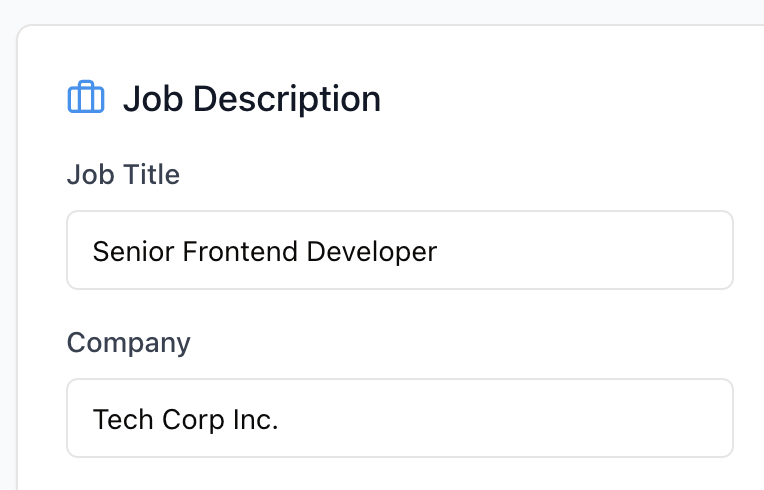 Job Description
Job Title
Senior Frontend Developer
Company
Tech Corp Inc.